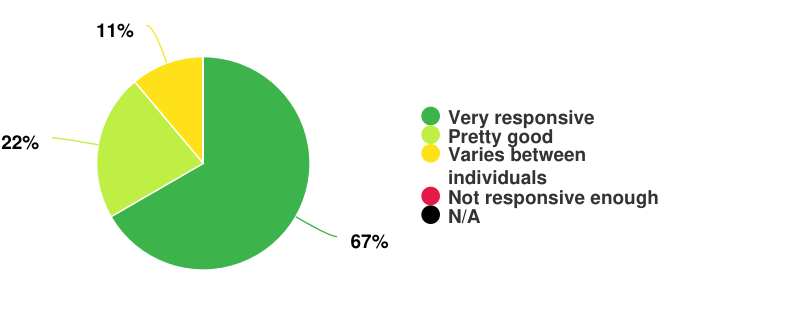 11%
22%
67%
Very responsive
Pretty good
Varies between
individuals
Not responsive enough
N/A